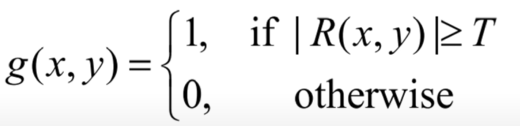 g(x, y) = { 1, if | R(x, y) |≥ T
0, otherwise